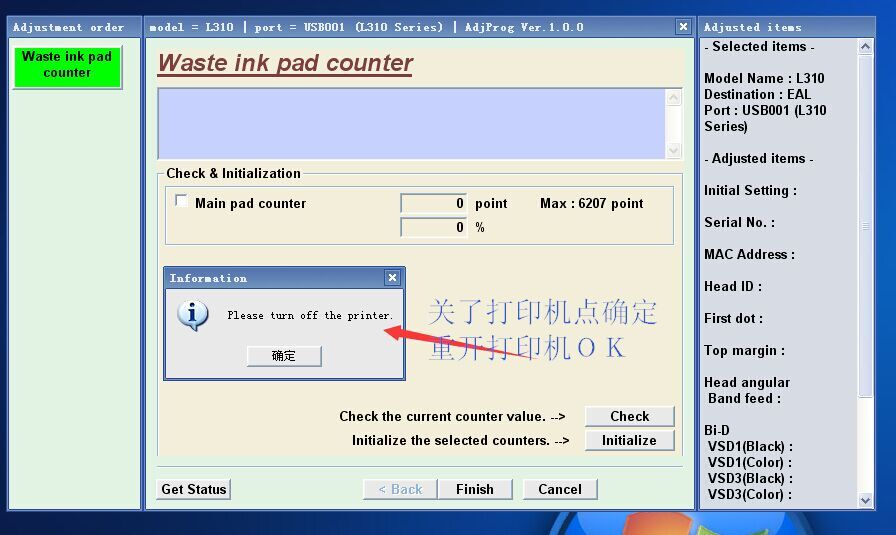 Adjustment order
Waste ink pad
counter
model = L310 | port = USB001 (L310 Series) | AdjProg Ver.1.0.0
Waste ink pad counter
Check & Initialization
Main pad counter
0 point
Max : 6207 point
0 %
Information
Please turn off the printer.
确定
关了打印机点确定
重开打印机OK
Check the current counter value. -->
Check
Initialize the selected counters. -->
Initialize
Get Status
< Back
Finish
Cancel
Adjusted items
- Selected items -
Model Name : L310
Destination : EAL
Port : USB001 (L310
Series)
- Adjusted items -
Initial Setting :
Serial No. :
MAC Address :
Head ID :
First dot :
Top margin :
Head angular
Band feed :
Bi-D
VSD1(Black) :
VSD1(Color) :
VSD3(Black) :
VSD3(Color) :